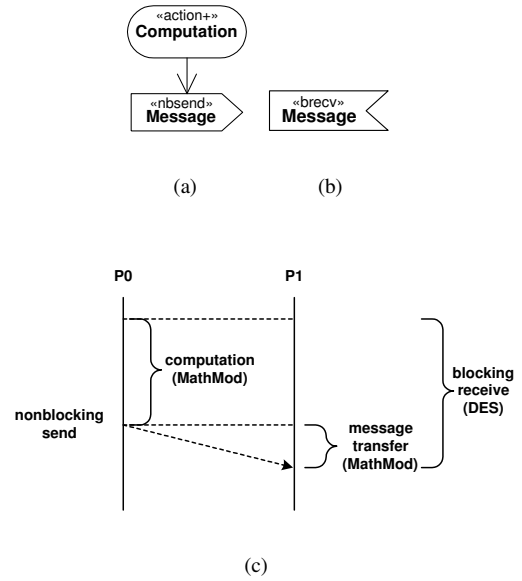 «action+»
Computation
«nbsend»
Message
«brecv»
Message
(a)
(b)
P0
P1
computation
(MathMod)
nonblocking
send
message
transfer
(MathMod)
blocking
receive
(DES)
(c)